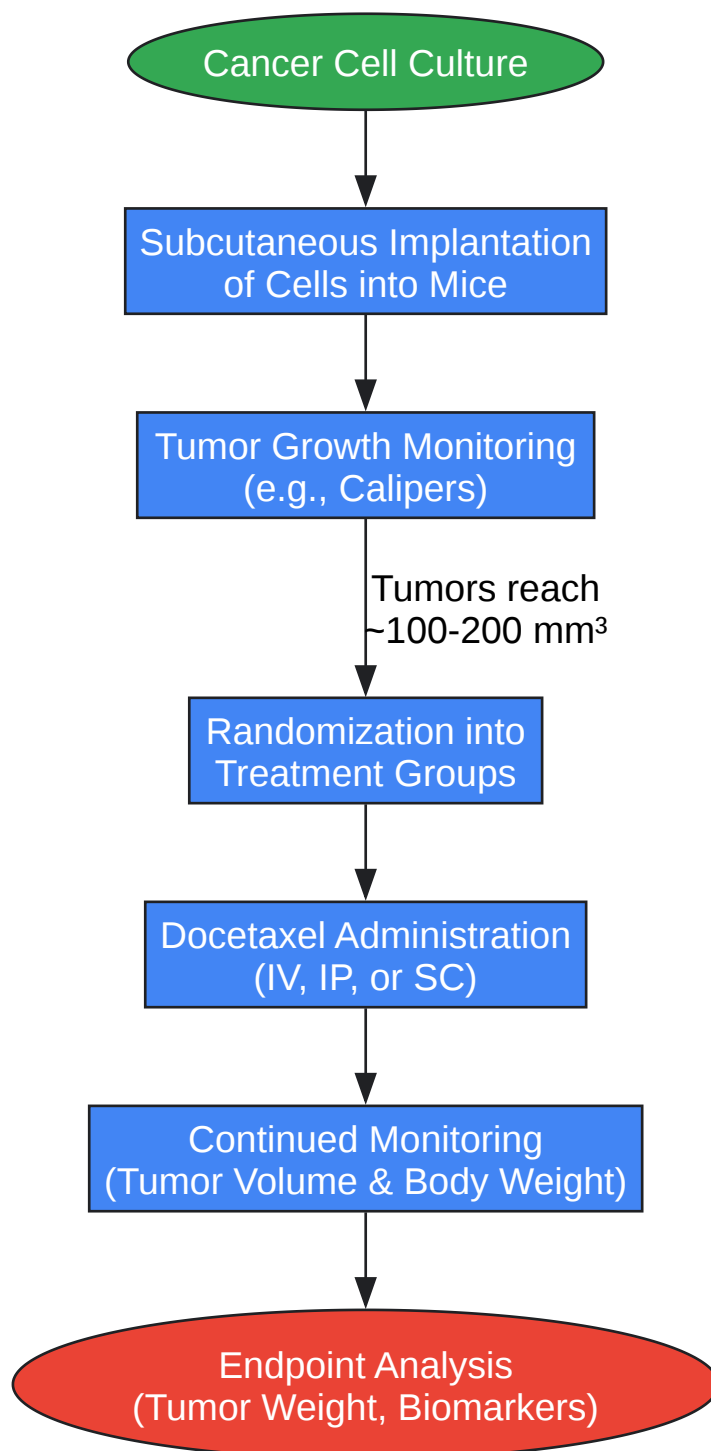 Cancer Cell Culture
Subcutaneous Implantation
of Cells into Mice
Tumor Growth Monitoring
(e.g., Calipers)
Tumors reach
~100-200 mm³
Randomization into
Treatment Groups
Docetaxel Administration
(IV, IP, or SC)
Continued Monitoring
(Tumor Volume & Body Weight)
Endpoint Analysis
(Tumor Weight, Biomarkers)